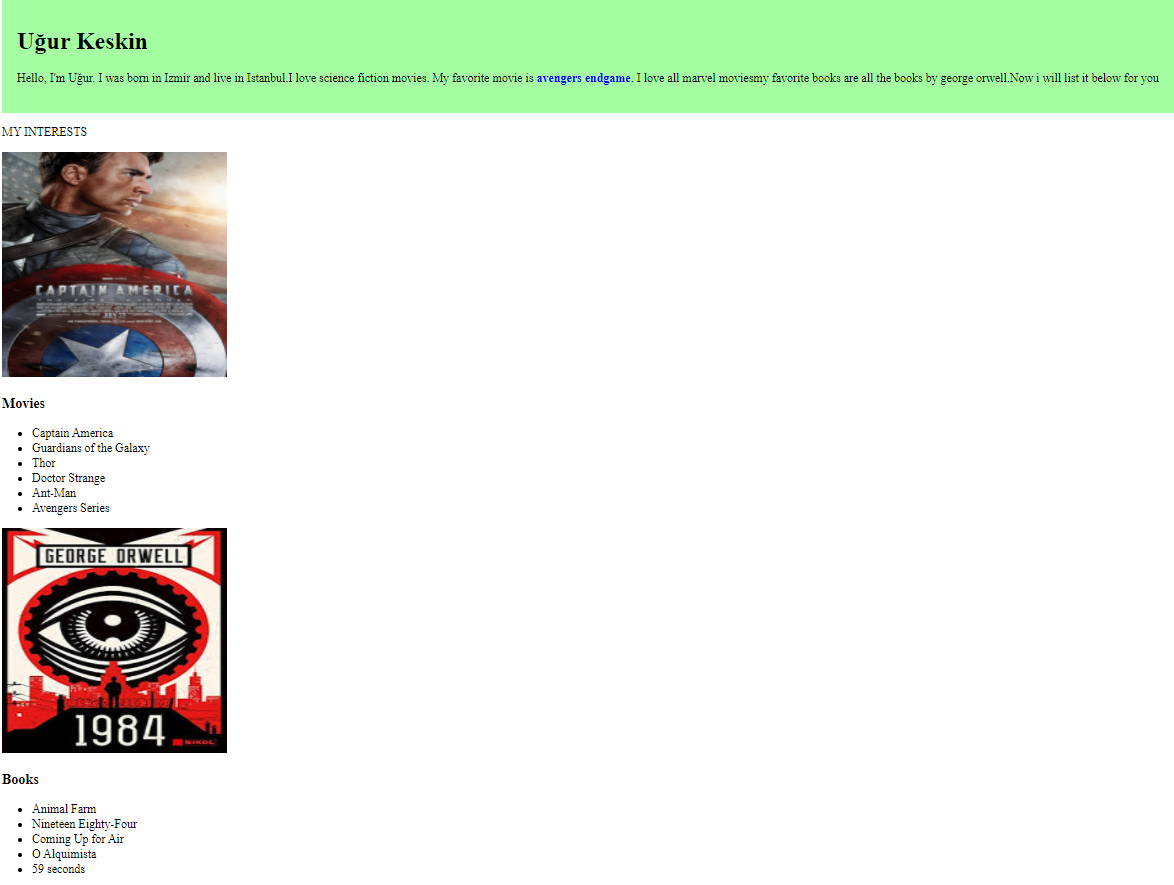 Uğur Keskin
Hello, I'm Uğur. I was born in Izmir and live in Istanbul.I love science fiction movies. My favorite movie is avengers endgame. I love all marvel moviesmy favorite books are all the books by george orwell.Now i will list it below for you
MY INTERESTS
CAPTAIN AMERICA
THE FIRST AVENGER
Movies
Captain America
Guardians of the Galaxy
Thor
Doctor Strange
Ant-Man
Avengers Series
GEORGE ORWELL
1984
Books
Animal Farm
Nineteen Eighty-Four
Coming Up for Air
O Alquimista
59 seconds